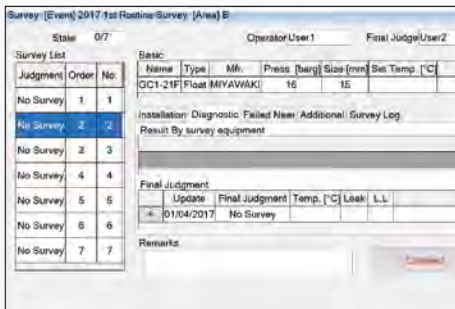 Survey [Event] 2017 1st Routine Survey [Area] B
State 0/7 Operator User1 Final Judge User2
Survey List
Judgment Order No.
No Survey 1 1
No Survey 2 2
No Survey 3 3
No Survey 4 4
No Survey 5 5
No Survey 6 6
No Survey 7 7
Basic
Name Type Mfr. Press. [barg] Size [mm] Set Temp. [°C]
GC1-21F Float MIYAWAKI 16 15
Installation Diagnostic Failed Near Additional Survey Log
Result By survey equipment
Final Judgment
Update Final Judgment Temp. [°C] Leak L.L
+ 01/04/2017 No Survey
Remarks